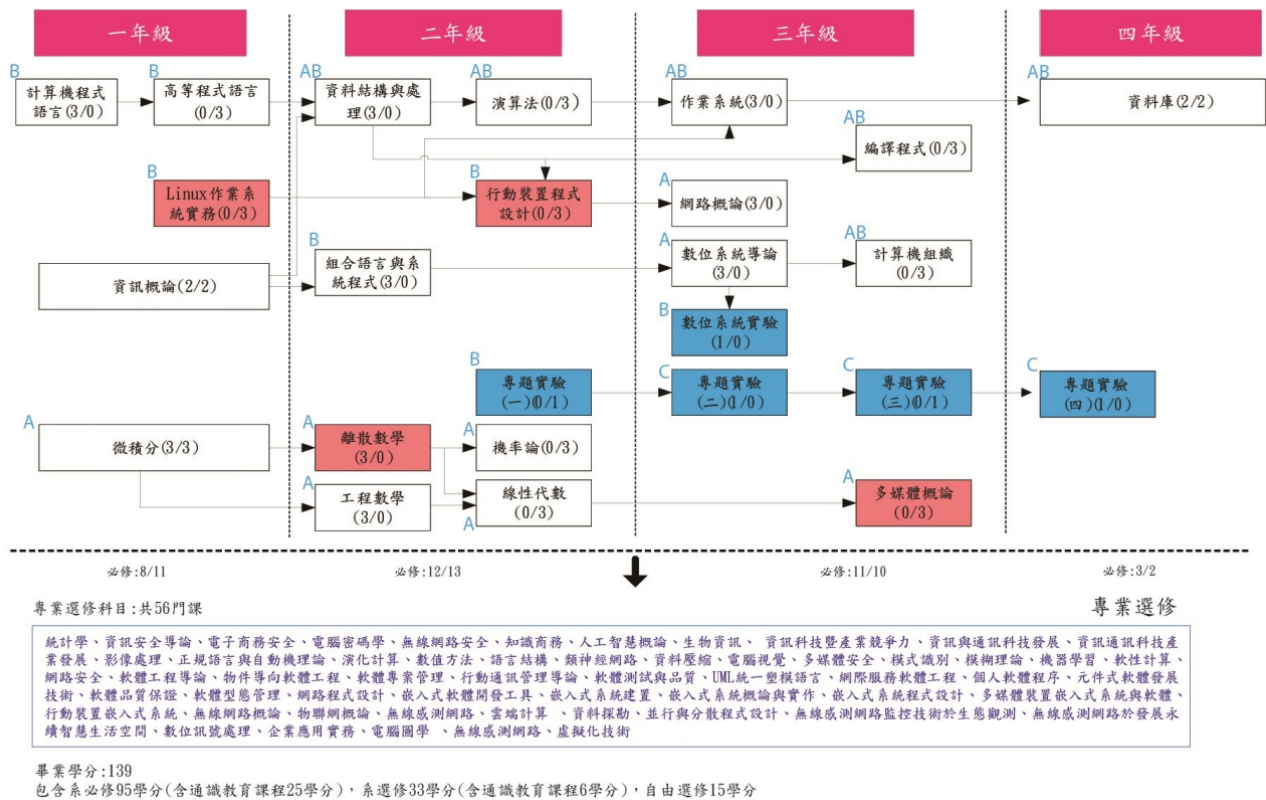 一年級
二年級
三年級
四年級
B
計算機程式
語言(3/0)
B
高等程式語言
(0/3)
AB
資料結構與處
理(3/0)
AB
演算法(0/3)
AB
作業系統(3/0)
AB
資料庫(2/2)
AB
編譯程式(0/3)
B
Linux作業系
統實務(0/3)
B
行動裝置程式
設計(0/3)
A
網路概論(3/0)
資訊概論(2/2)
B
組合語言與系
統程式(3/0)
A
數位系統導論
(3/0)
AB
計算機組織
(0/3)
B
數位系統實驗
(1/0)
B
專題實驗
(一)(0/1)
C
專題實驗
(二)(1/0)
C
專題實驗
(三)(0/1)
C
專題實驗
(四)(1/0)
A
微積分(3/3)
A
離散數學
(3/0)
A
機率論(0/3)
A
工程數學
(3/0)
A
線性代數
(0/3)
A
多媒體概論
(0/3)
必修:8/11
必修:12/13
必修:11/10
必修:3/2
專業選修科目:共56門課
專業選修
統計學、資訊安全導論、電子商務安全、電腦密碼學、無線網路安全、知識商務、人工智慧概論、生物資訊、 資訊科技暨產業競爭力、資訊與通訊科技發展、資訊通訊科技產
業發展、影像處理、正規語言與自動機理論、演化計算、數值方法、語言結構、類神經網路、資料壓縮、電腦視覺、多媒體安全、模式識別、模糊理論、機器學習、軟性計算、
網路安全、軟體工程導論、物件導向軟體工程、軟體專案管理、行動通訊管理導論、軟體測試與品質、UML統一塑模語言、網際服務軟體工程、個人軟體程序、元件式軟體發展
技術、軟體品質保證、軟體型態管理、網路程式設計、嵌入式軟體開發工具、嵌入式系統建置、嵌入式系統概論與實作、嵌入式系統程式設計、多媒體裝置嵌入式系統與軟體、
行動裝置嵌入式系統、無線網路概論、物聯網概論、無線感測網路、雲端計算 、資料探勘、並行與分散程式設計、無線感測網路監控技術於生態觀測、無線感測網路於發展永
續智慧生活空間、數位訊號處理、企業應用實務、電腦圖學 、無線感測網路、虛擬化技術
畢業學分:139
包含系必修95學分(含通識教育課程25學分)，系選修33學分(含通識教育課程6學分)，自由選修15學分